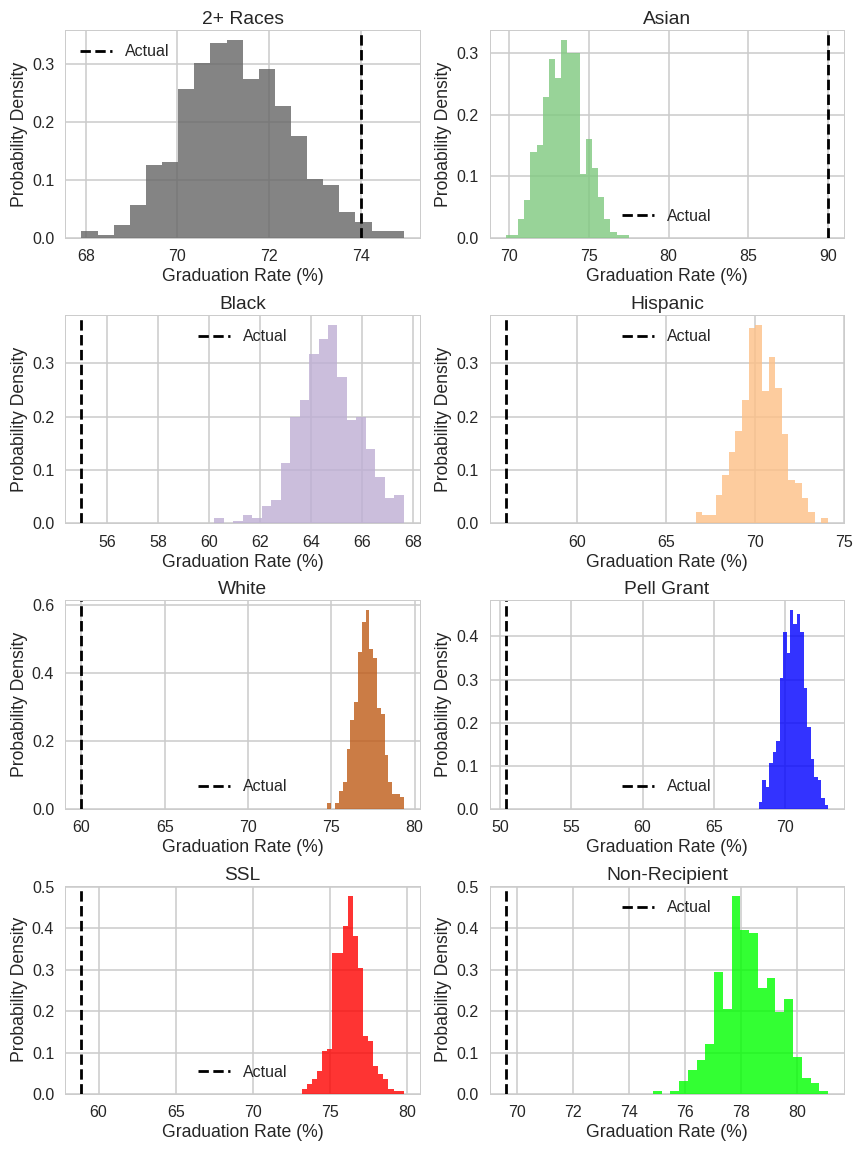 2+ Races
Probability Density
0.3
0.2
0.1
0.0
Actual
68 70 72 74
Graduation Rate (%)
Asian
Probability Density
0.3
0.2
0.1
0.0
Actual
70 75 80 85 90
Graduation Rate (%)
Black
Probability Density
0.3
0.2
0.1
0.0
Actual
56 58 60 62 64 66 68
Graduation Rate (%)
Hispanic
Probability Density
0.3
0.2
0.1
0.0
Actual
60 65 70 75
Graduation Rate (%)
White
Probability Density
0.6
0.4
0.2
0.0
Actual
60 65 70 75 80
Graduation Rate (%)
Pell Grant
Probability Density
0.4
0.3
0.2
0.1
0.0
Actual
50 55 60 65 70
Graduation Rate (%)
SSL
Probability Density
0.5
0.4
0.3
0.2
0.1
0.0
Actual
60 65 70 75 80
Graduation Rate (%)
Non-Recipient
Probability Density
0.5
0.4
0.3
0.2
0.1
0.0
Actual
70 72 74 76 78 80
Graduation Rate (%)